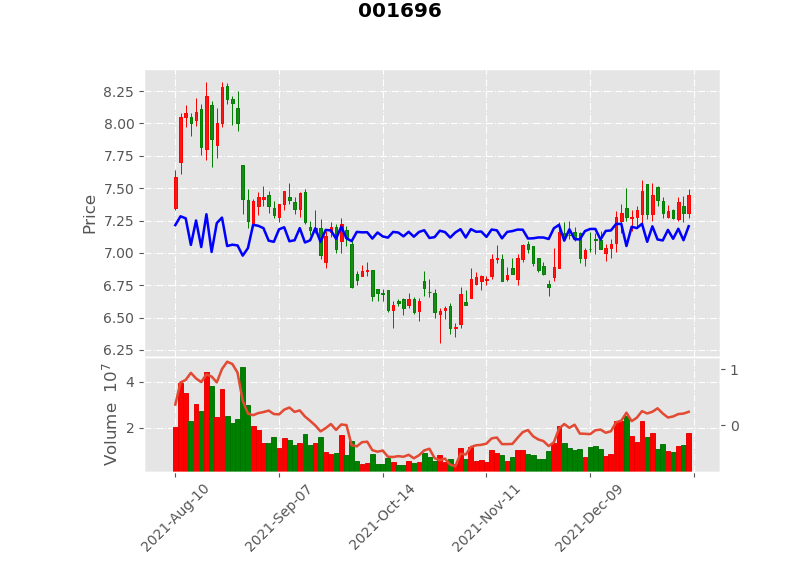 001696
8.25
8.00
7.75
7.50
7.25
7.00
6.75
6.50
6.25
Price
4
2
Volume 10^7
1
0
2021-Aug-10
2021-Sep-07
2021-Oct-14
2021-Nov-11
2021-Dec-09